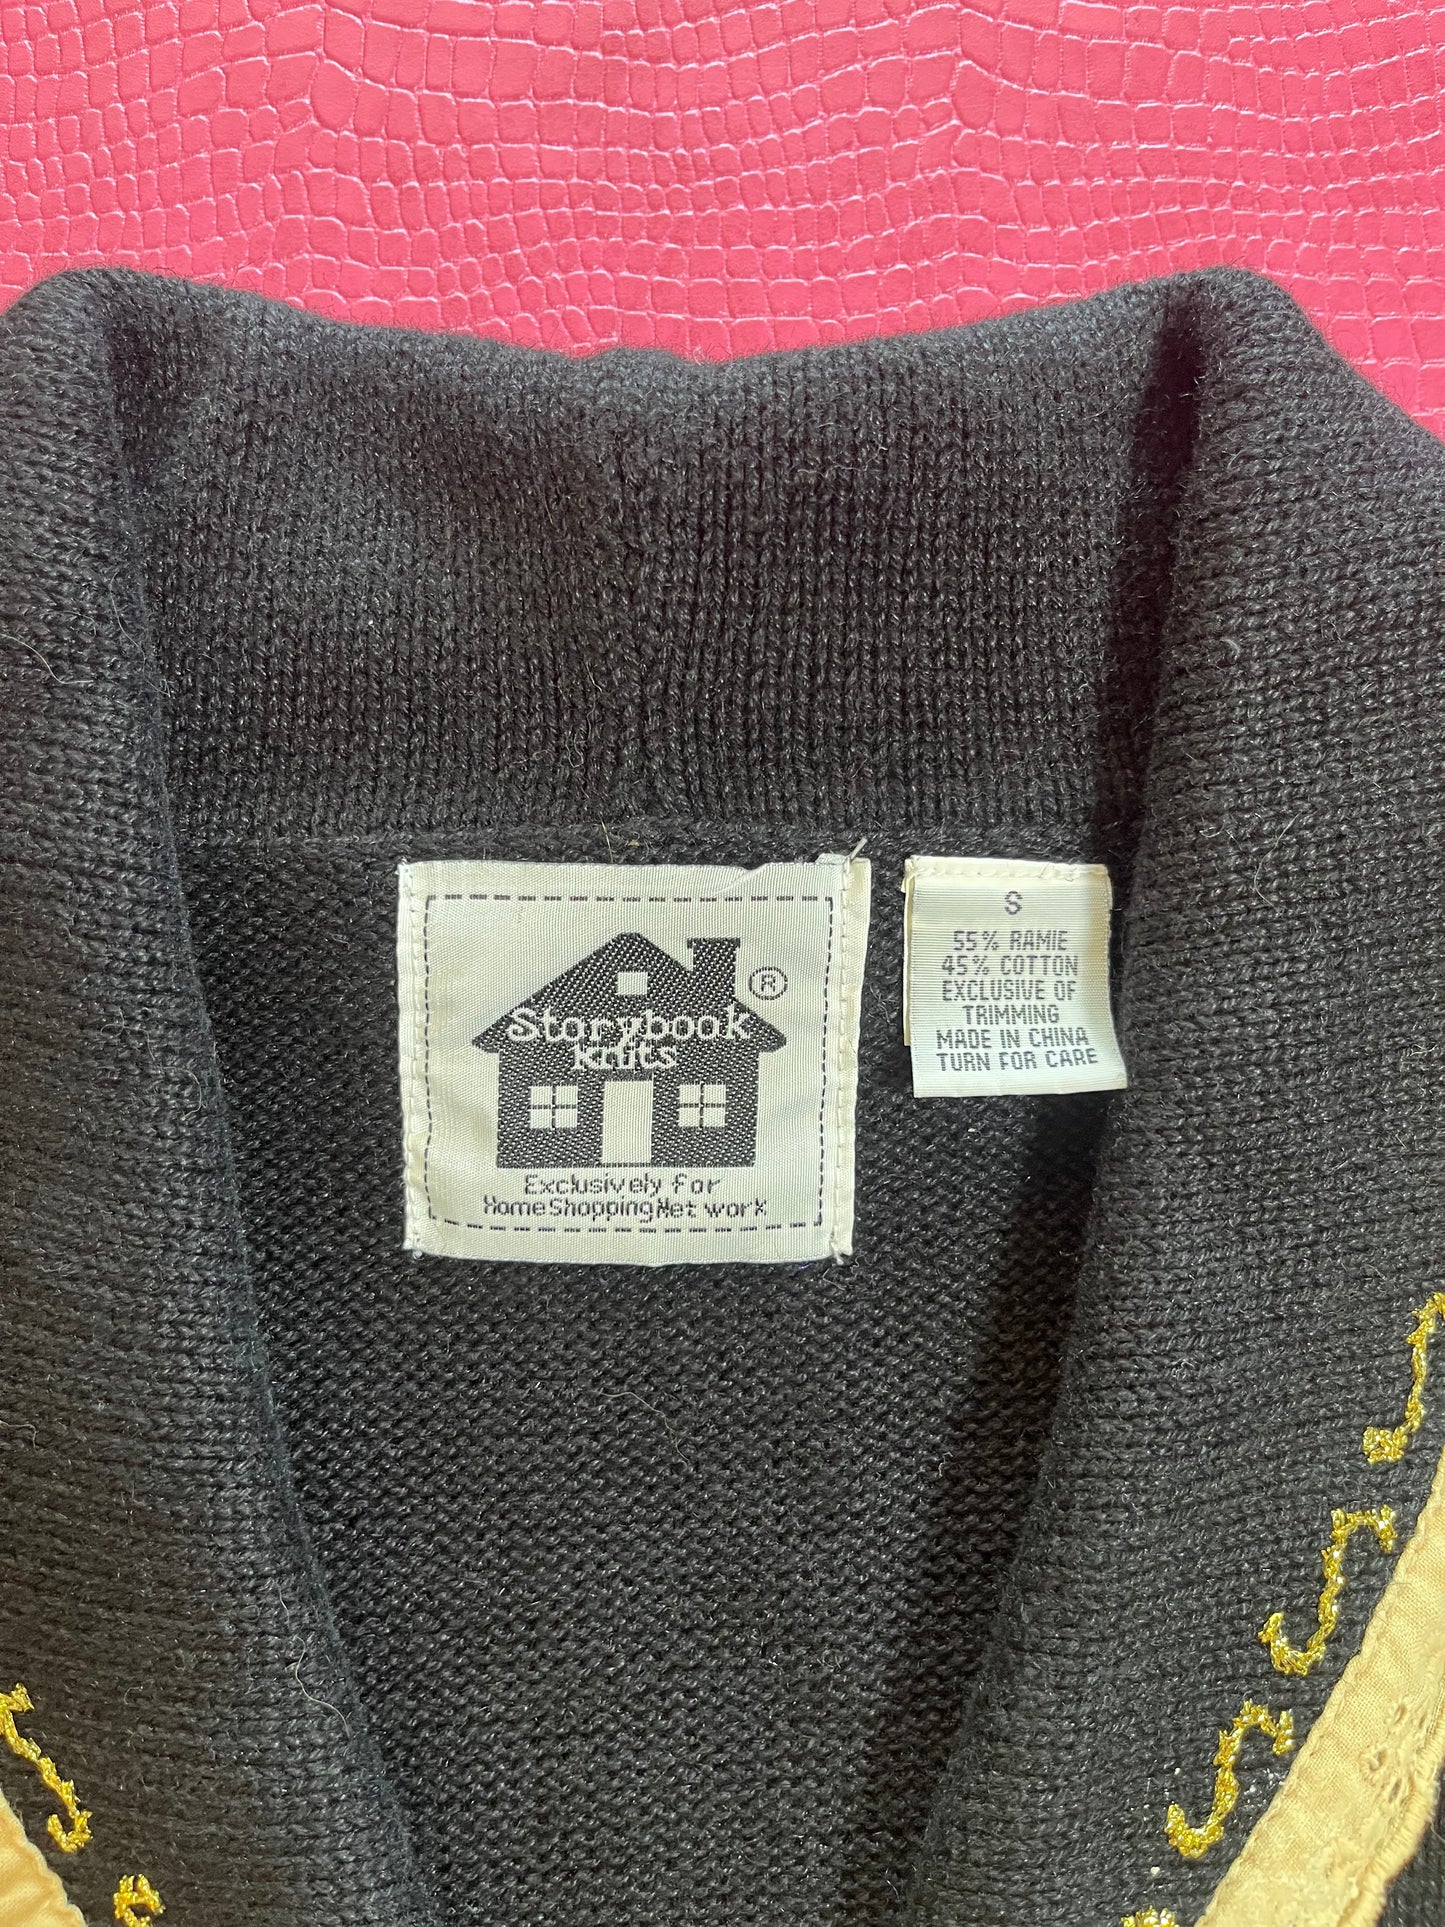 Storybook
®
knits
Exclusively for
HomeShoppingNetwork
S
55% RAMIE
45% COTTON
EXCLUSIVE OF
TRIMMING
MADE IN CHINA
TURN FOR CARE